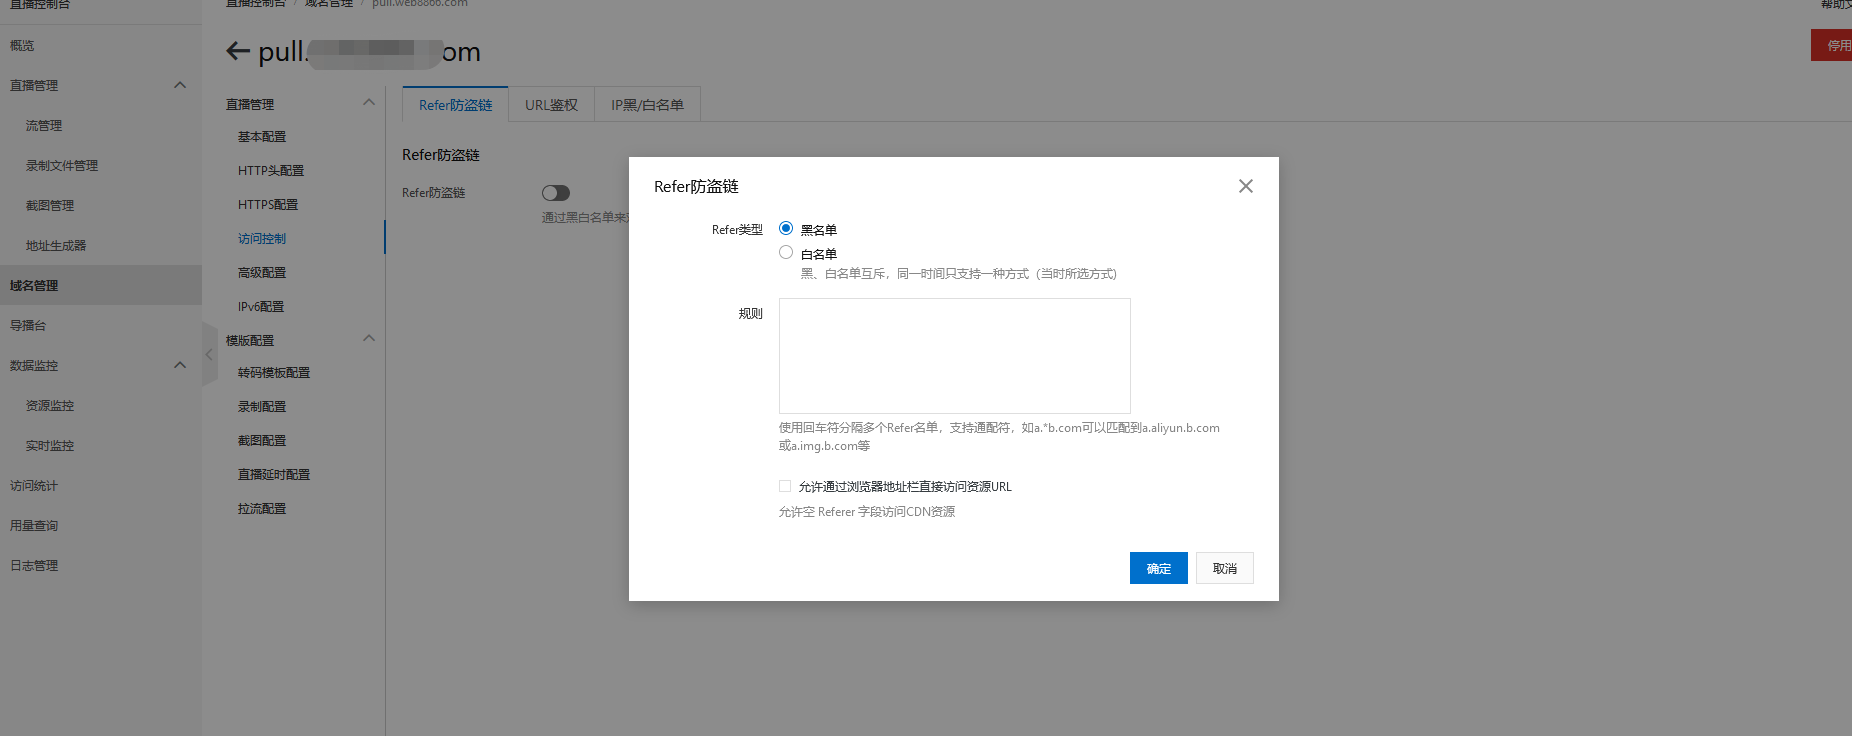 直播控制台
直播控制台 / 域名管理 / pull.web8866.com
帮助文
概览
pull. om
停用
直播管理
流管理
录制文件管理
截图管理
地址生成器
域名管理
导播台
数据监控
资源监控
实时监控
访问统计
用量查询
日志管理
直播管理
基本配置
HTTP头配置
HTTPS配置
访问控制
高级配置
IPv6配置
模版配置
转码模板配置
录制配置
截图配置
直播延时配置
拉流配置
Refer防盗链 URL鉴权 IP黑/白名单
Refer防盗链
Refer防盗链
通过黑白名单来
Refer防盗链
Refer类型 黑名单
白名单
黑、白名单互斥，同一时间只支持一种方式（当时所选方式）
规则
使用回车符分隔多个Refer名单，支持通配符，如a.*b.com可以匹配到a.aliyun.b.com
或a.img.b.com等
允许通过浏览器地址栏直接访问资源URL
允许空 Referer 字段访问CDN资源
确定 取消